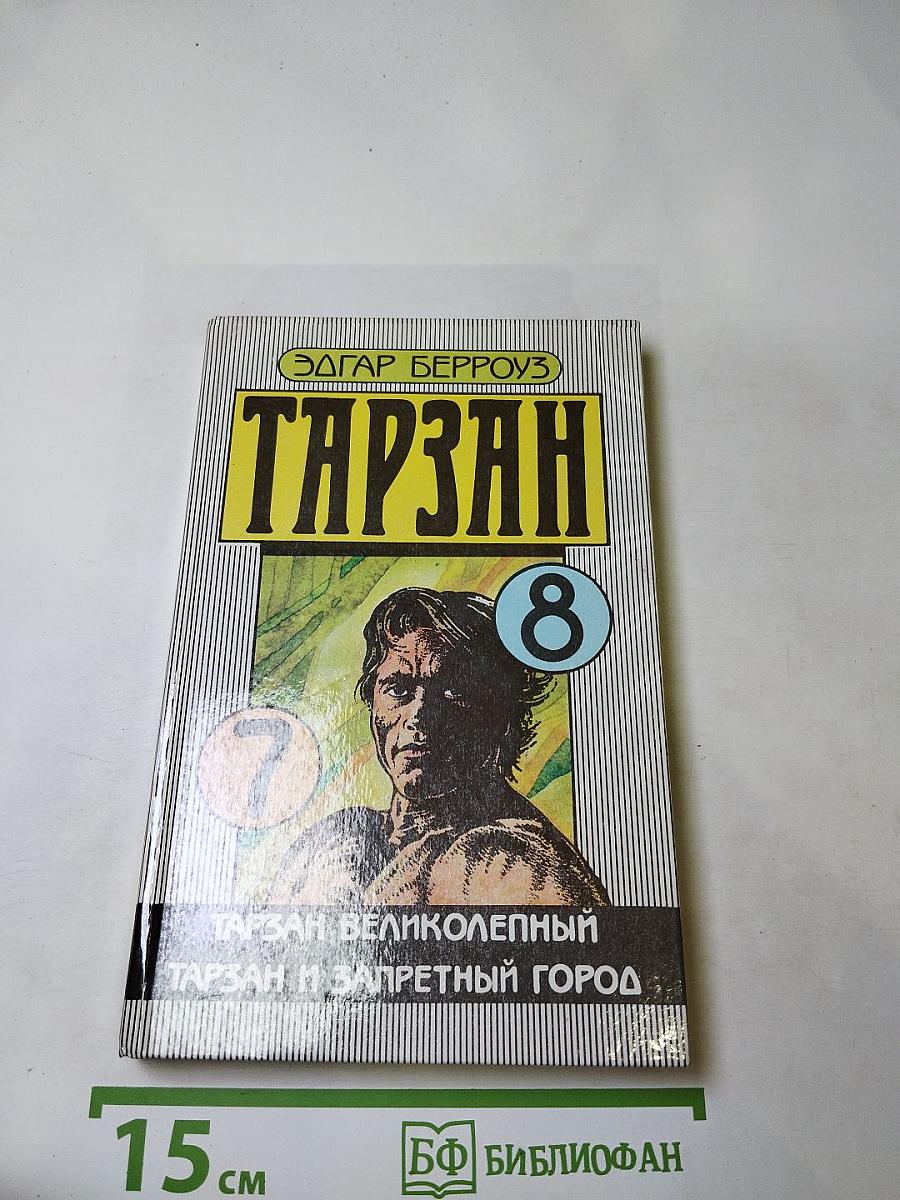 ЭДГАР БЕРРОУЗ
ТАРЗАН
8
7
ТАРЗАН ВЕЛИКОЛЕПНЫЙ
ТАРЗАН И ЗАПРЕТНЫЙ ГОРОД
15 см
БФ БИБЛИОФАН